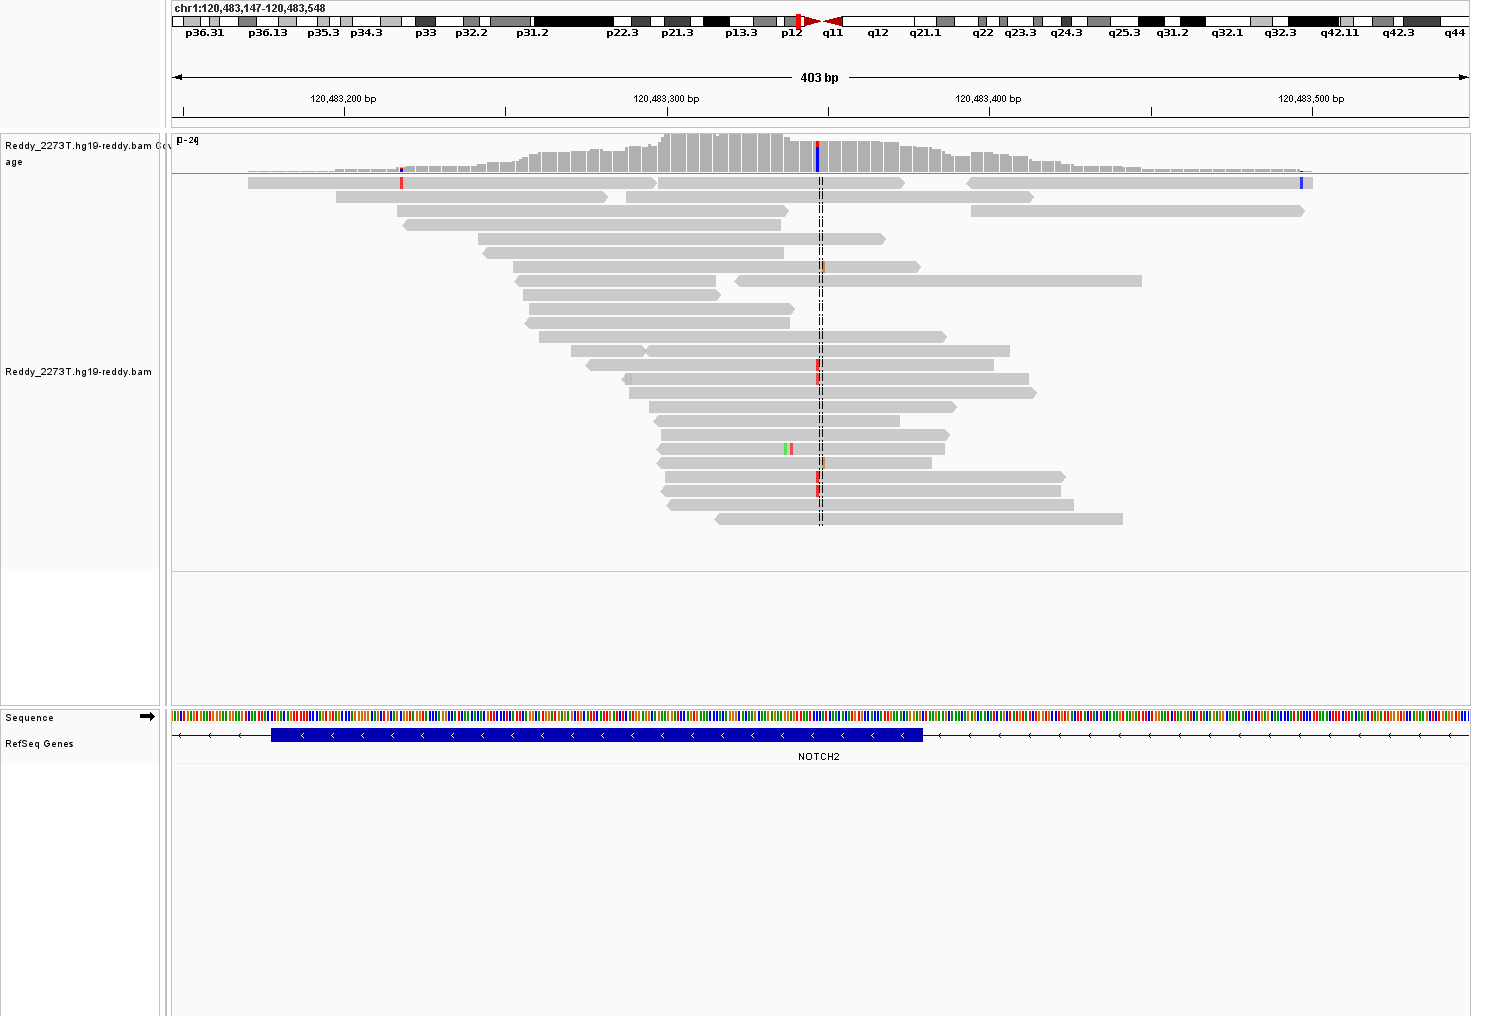 chr1:120,483,147-120,483,548
p36.31 p36.13 p35.3 p34.3 p33 p32.2 p31.2 p22.3 p21.3 p13.3 p12 q11 q12 q21.1 q22 q23.3 q24.3 q25.3 q31.2 q32.1 q32.3 q42.11 q42.3 q44
403 bp
120,483,200 bp 120,483,300 bp 120,483,400 bp 120,483,500 bp
Reddy_2273T.hg19-reddy.bam Cov
age
[0-24]
Reddy_2273T.hg19-reddy.bam
Sequence
RefSeq Genes
NOTCH2